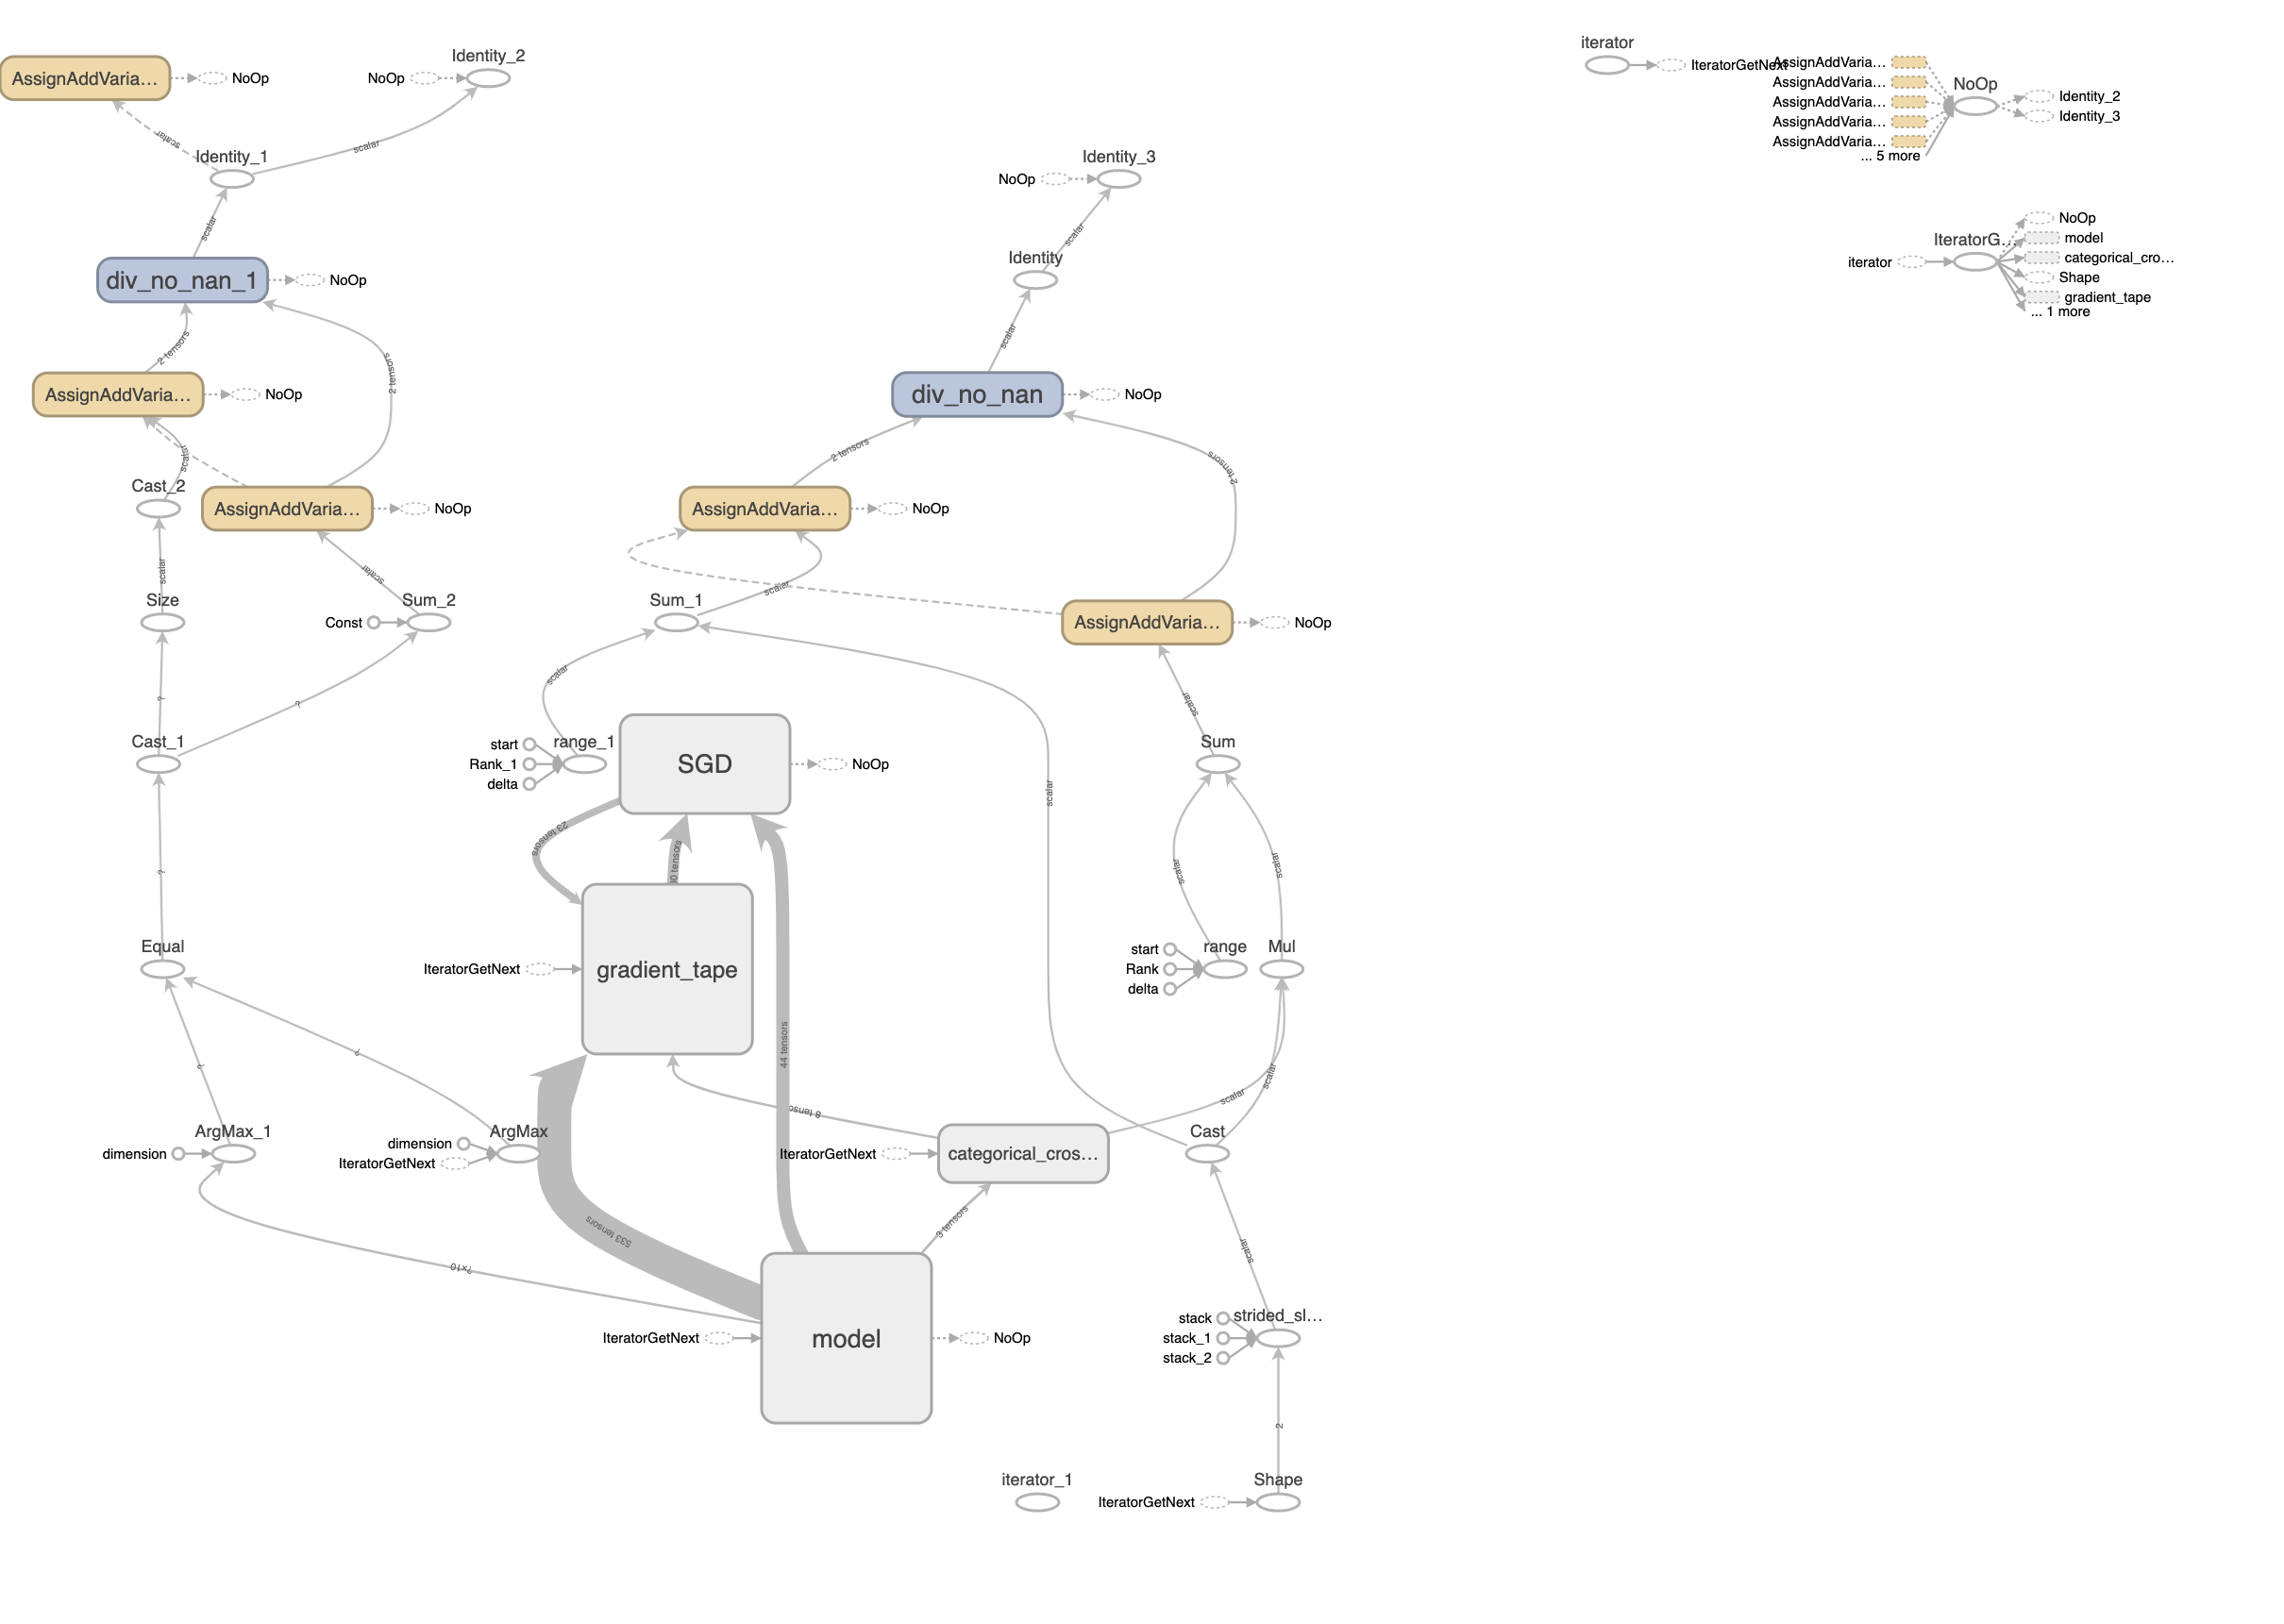 Identity_2
iterator
AssignAddVaria…
NoOp
NoOp
IteratorGetNext
AssignAddVaria…
AssignAddVaria…
AssignAddVaria…
AssignAddVaria…
AssignAddVaria…
... 5 more
NoOp
Identity_2
Identity_3
scalar
scalar
Identity_1
Identity_3
NoOp
scalar
scalar
Identity
IteratorG…
iterator
NoOp
model
categorical_cro…
Shape
gradient_tape
... 1 more
div_no_nan_1
NoOp
2 tensors
2 tensors
scalar
AssignAddVaria…
NoOp
div_no_nan
NoOp
scalar
2 tensors
2 tensors
Cast_2
AssignAddVaria…
NoOp
AssignAddVaria…
NoOp
scalar
scalar
scalar
Size
Const
Sum_2
Sum_1
AssignAddVaria…
NoOp
scalar
scalar
?
?
Cast_1
start
Rank_1
delta
range_1
SGD
NoOp
Sum
scalar
23 tensors
scalar
scalar
?
Equal
IteratorGetNext
gradient_tape
start
Rank
delta
range
Mul
44 tensors
?
?
scalar
scalar
8 tensors
ArgMax_1
dimension
dimension
IteratorGetNext
ArgMax
IteratorGetNext
categorical_cros…
Cast
533 tensors
3 tensors
scalar
?x10
IteratorGetNext
model
NoOp
stack
stack_1
stack_2
strided_sl…
2
iterator_1
IteratorGetNext
Shape